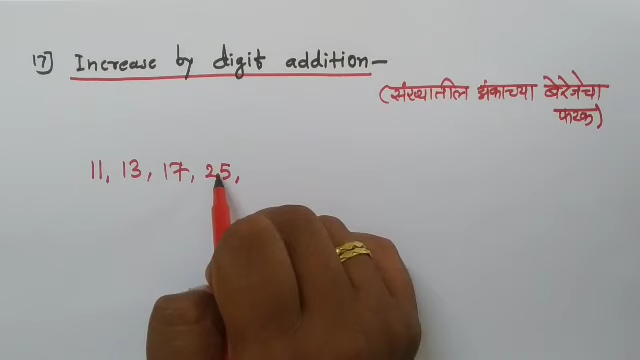 17] Increase by digit addition-
(संख्यातील अंकाच्या बेरजेचा
फरक)
11, 13, 17, 25,